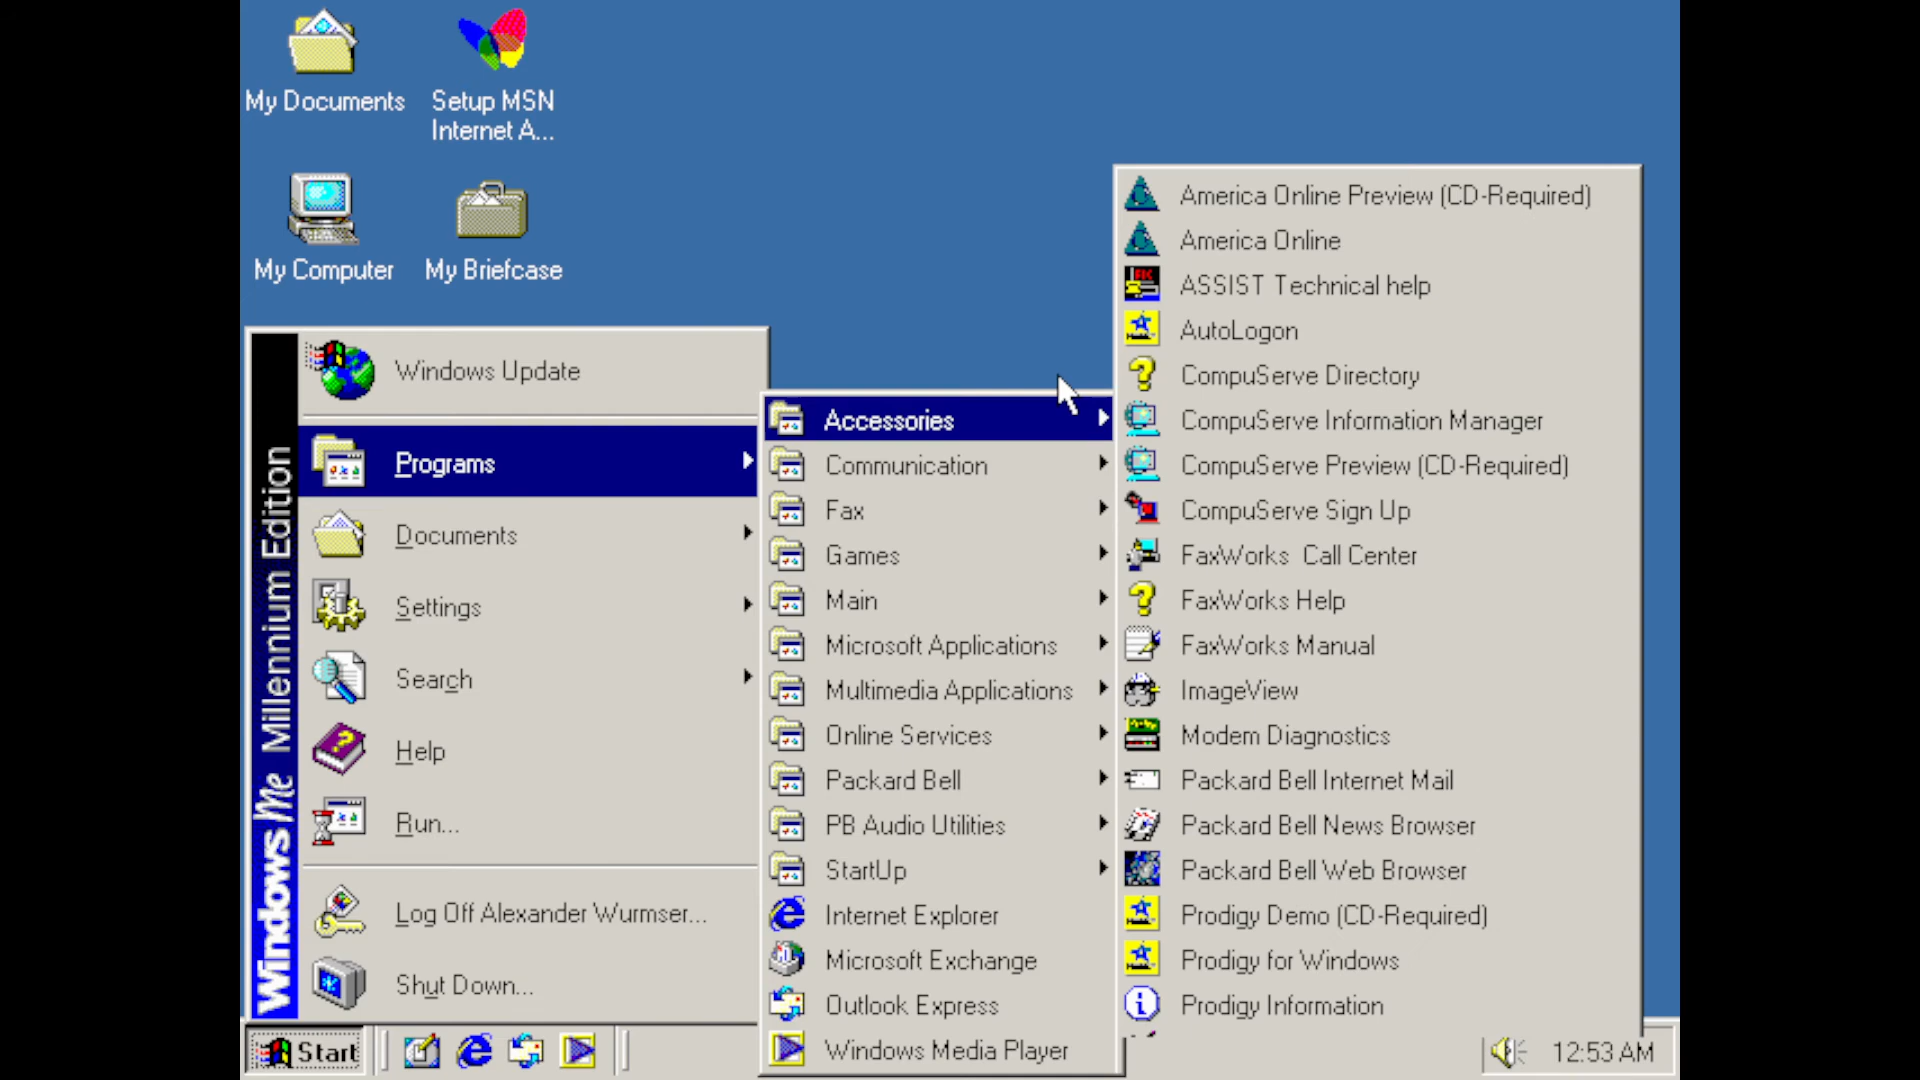 My Documents
Setup MSN
Internet A...
My Computer
My Briefcase
Windows Me Millennium Edition
Windows Update
Programs
Documents
Settings
Search
Help
Run...
Log Off Alexander Wurmser...
Shut Down...
Accessories
Communication
Fax
Games
Main
Microsoft Applications
Multimedia Applications
Online Services
Packard Bell
PB Audio Utilities
StartUp
Internet Explorer
Microsoft Exchange
Outlook Express
Windows Media Player
America Online Preview (CD-Required)
America Online
ASSIST Technical help
AutoLogon
CompuServe Directory
CompuServe Information Manager
CompuServe Preview (CD-Required)
CompuServe Sign Up
FaxWorks  Call Center
FaxWorks Help
FaxWorks Manual
ImageView
Modem Diagnostics
Packard Bell Internet Mail
Packard Bell News Browser
Packard Bell Web Browser
Prodigy Demo (CD-Required)
Prodigy for Windows
Prodigy Information
Start
12:53 AM